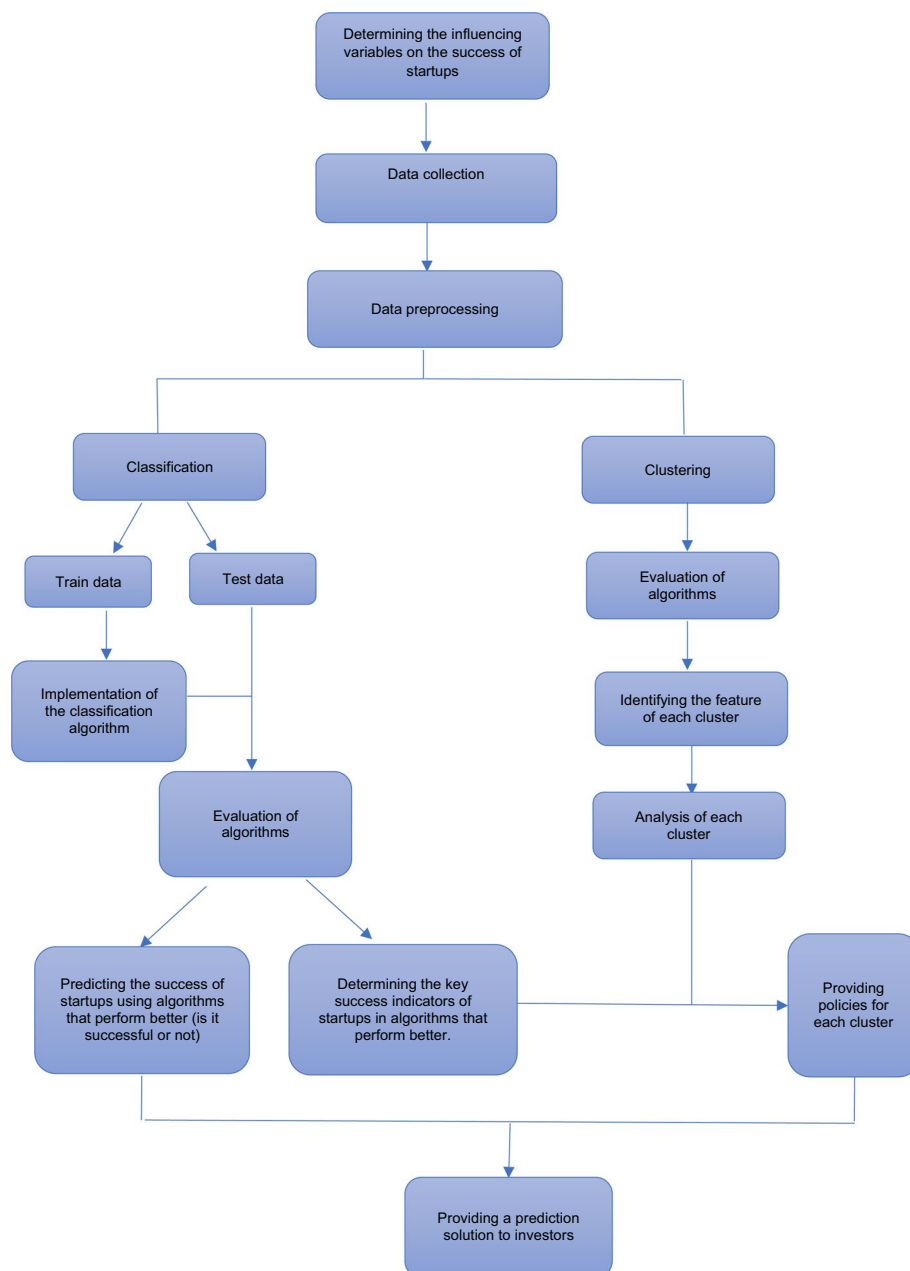 Determining the influencing
variables on the success of
startups
Data collection
Data preprocessing
Classification
Clustering
Train data
Test data
Evaluation of
algorithms
Implementation of
the classification
algorithm
Identifying the feature
of each cluster
Evaluation of
algorithms
Analysis of each
cluster
Predicting the success of
startups using algorithms
that perform better (is it
successful or not)
Determining the key
success indicators of
startups in algorithms that
perform better.
Providing
policies for
each cluster
Providing a prediction
solution to investors